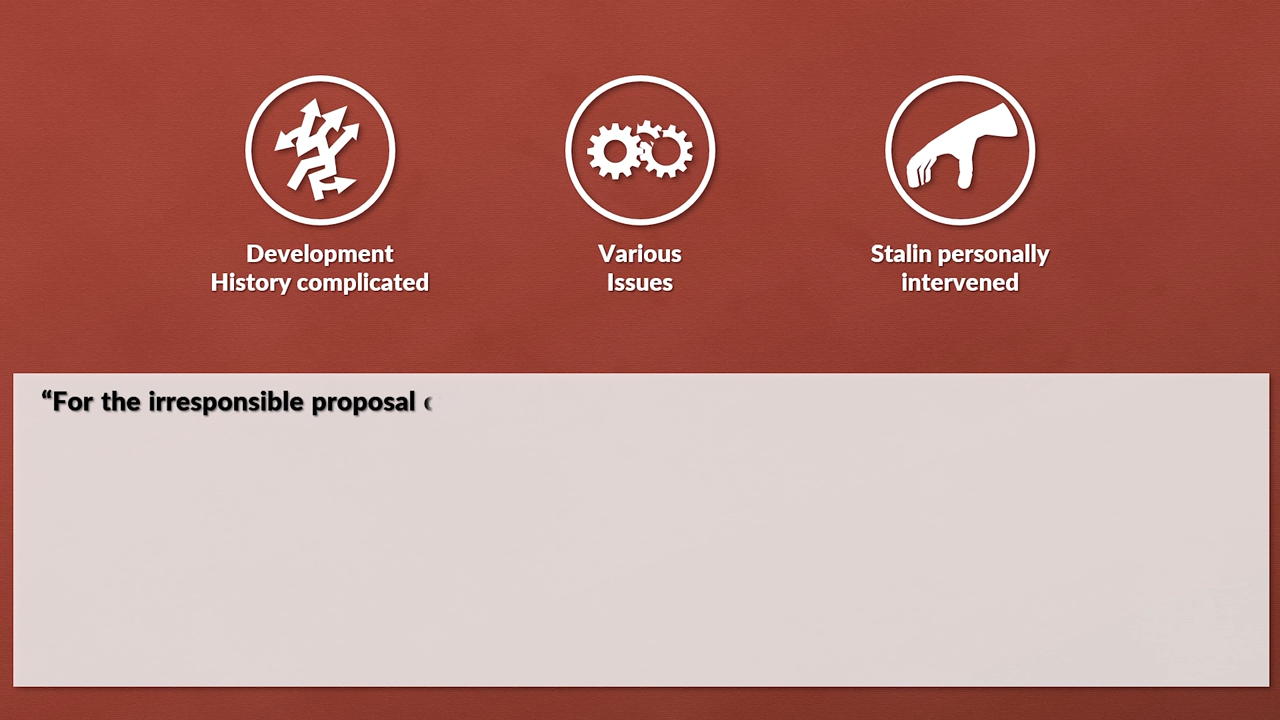 Development
History complicated
Various
Issues
Stalin personally
intervened
“For the irresponsible proposal